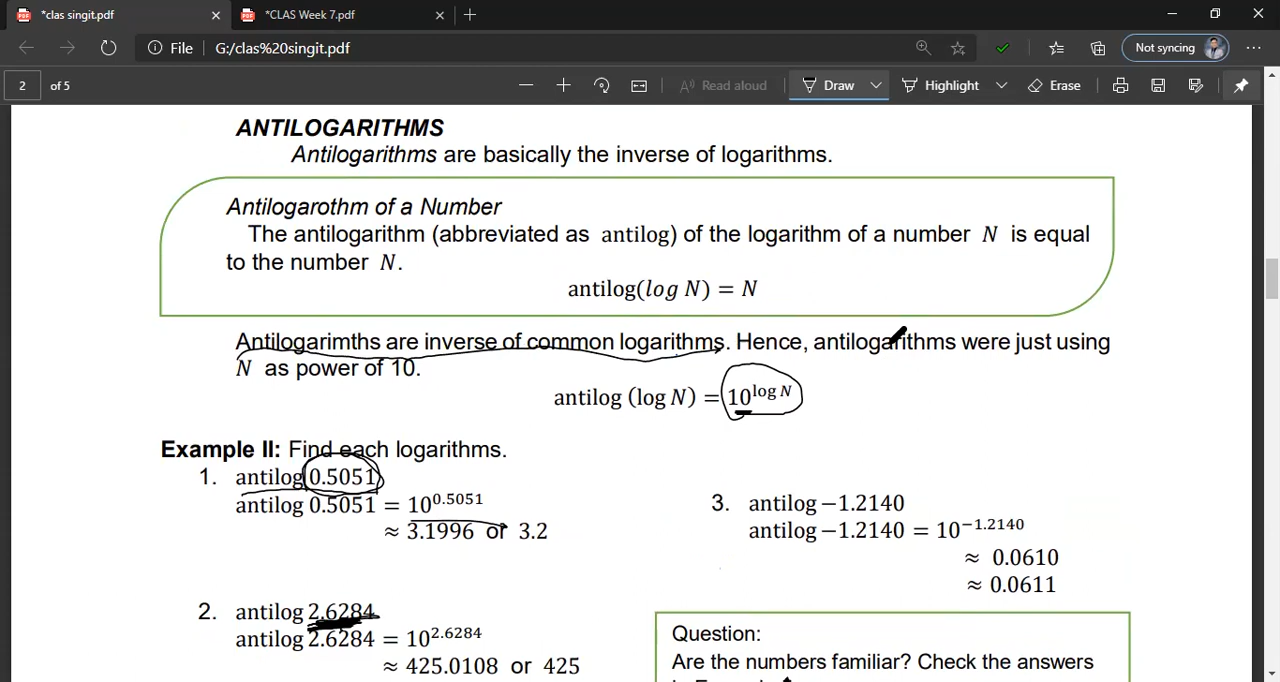 *clas singit.pdf
*CLAS Week 7.pdf
File
G:/clas%20singit.pdf
Not syncing
2 of 5
Read aloud
Draw
Highlight
Erase
ANTILOGARITHMS
Antilogarithms are basically the inverse of logarithms.
Antilogarothm of a Number
The antilogarithm (abbreviated as antilog) of the logarithm of a number N is equal
to the number N.
antilog(log N) = N
Antilogarimths are inverse of common logarithms. Hence, antilogarithms were just using
N as power of 10.
antilog (log N) = 10^log N
Example II: Find each logarithms.
1. antilog 0.5051
antilog 0.5051 = 10^0.5051
≈ 3.1996 or 3.2
2. antilog 2.6284
antilog 2.6284 = 10^2.6284
≈ 425.0108 or 425
3. antilog −1.2140
antilog −1.2140 = 10^−1.2140
≈ 0.0610
≈ 0.0611
Question:
Are the numbers familiar? Check the answers